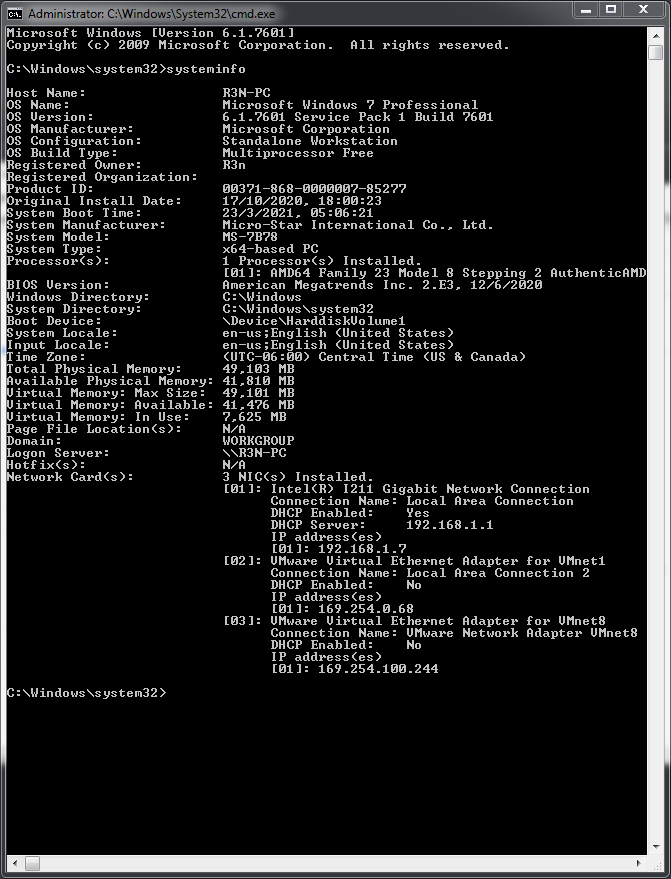 Administrator: C:\Windows\System32\cmd.exe
Microsoft Windows [Version 6.1.7601]
Copyright (c) 2009 Microsoft Corporation.  All rights reserved.
C:\Windows\system32>systeminfo
Host Name:                 R3N-PC
OS Name:                   Microsoft Windows 7 Professional
OS Version:                6.1.7601 Service Pack 1 Build 7601
OS Manufacturer:           Microsoft Corporation
OS Configuration:          Standalone Workstation
OS Build Type:             Multiprocessor Free
Registered Owner:          R3n
Registered Organization:
Product ID:                00371-868-0000007-85277
Original Install Date:     17/10/2020, 18:00:23
System Boot Time:          23/3/2021, 05:06:21
System Manufacturer:       Micro-Star International Co., Ltd.
System Model:              MS-7B78
System Type:               x64-based PC
Processor(s):              1 Processor(s) Installed.
                           [01]: AMD64 Family 23 Model 8 Stepping 2 AuthenticAMD
BIOS Version:              American Megatrends Inc. 2.E3, 12/6/2020
Windows Directory:         C:\Windows
System Directory:          C:\Windows\system32
Boot Device:               \Device\HarddiskVolume1
System Locale:             en-us;English (United States)
Input Locale:              en-us;English (United States)
Time Zone:                 (UTC-06:00) Central Time (US & Canada)
Total Physical Memory:     49,103 MB
Available Physical Memory: 41,810 MB
Virtual Memory: Max Size:  49,101 MB
Virtual Memory: Available: 41,476 MB
Virtual Memory: In Use:    7,625 MB
Page File Location(s):     N/A
Domain:                    WORKGROUP
Logon Server:              \\R3N-PC
Hotfix(s):                 N/A
Network Card(s):           3 NIC(s) Installed.
                           [01]: Intel(R) I211 Gigabit Network Connection
                                 Connection Name: Local Area Connection
                                 DHCP Enabled:    Yes
                                 DHCP Server:     192.168.1.1
                                 IP address(es)
                                 [01]: 192.168.1.7
                           [02]: VMware Virtual Ethernet Adapter for VMnet1
                                 Connection Name: Local Area Connection 2
                                 DHCP Enabled:    No
                                 IP address(es)
                                 [01]: 169.254.0.68
                           [03]: VMware Virtual Ethernet Adapter for VMnet8
                                 Connection Name: VMware Network Adapter VMnet8
                                 DHCP Enabled:    No
                                 IP address(es)
                                 [01]: 169.254.100.244
C:\Windows\system32>